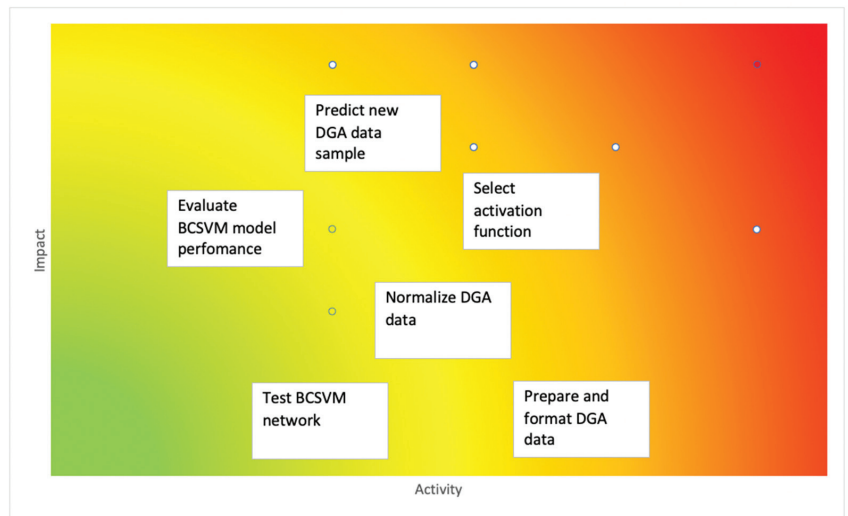 Predict new
DGA data
sample
Select
activation
function
Evaluate
BCSVM model
perfomance
Impact
Normalize DGA
data
Test BCSVM
network
Prepare and
format DGA
data
Activity